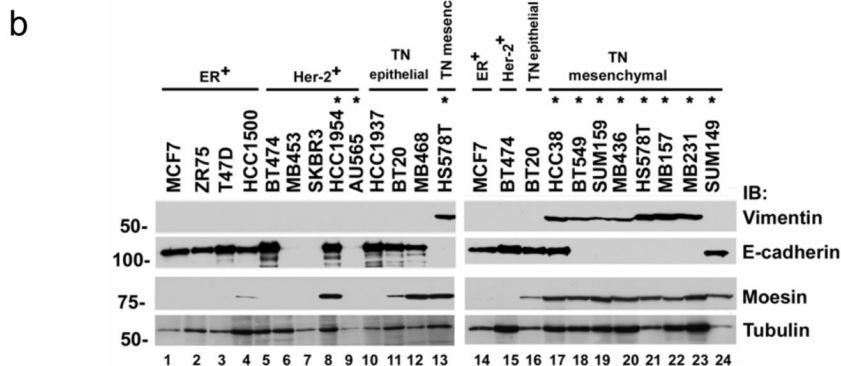 b
ER+
Her-2+
TN epithelial
TN mesenc
ER+
Her-2+
TN epithelial
TN mesenchymal
* * * * * * * * * * *
MCF7 ZR75 T47D HCC1500 BT474 MB453 SKBR3 HCC1954 AU565 HCC1937 BT20 MB468 HS578T MCF7 BT474 BT20 HCC38 BT549 SUM159 MB436 HS578T MB157 MB231 SUM149
IB:
50- Vimentin
100- E-cadherin
75- Moesin
50- Tubulin
1 2 3 4 5 6 7 8 9 10 11 12 13 14 15 16 17 18 19 20 21 22 23 24